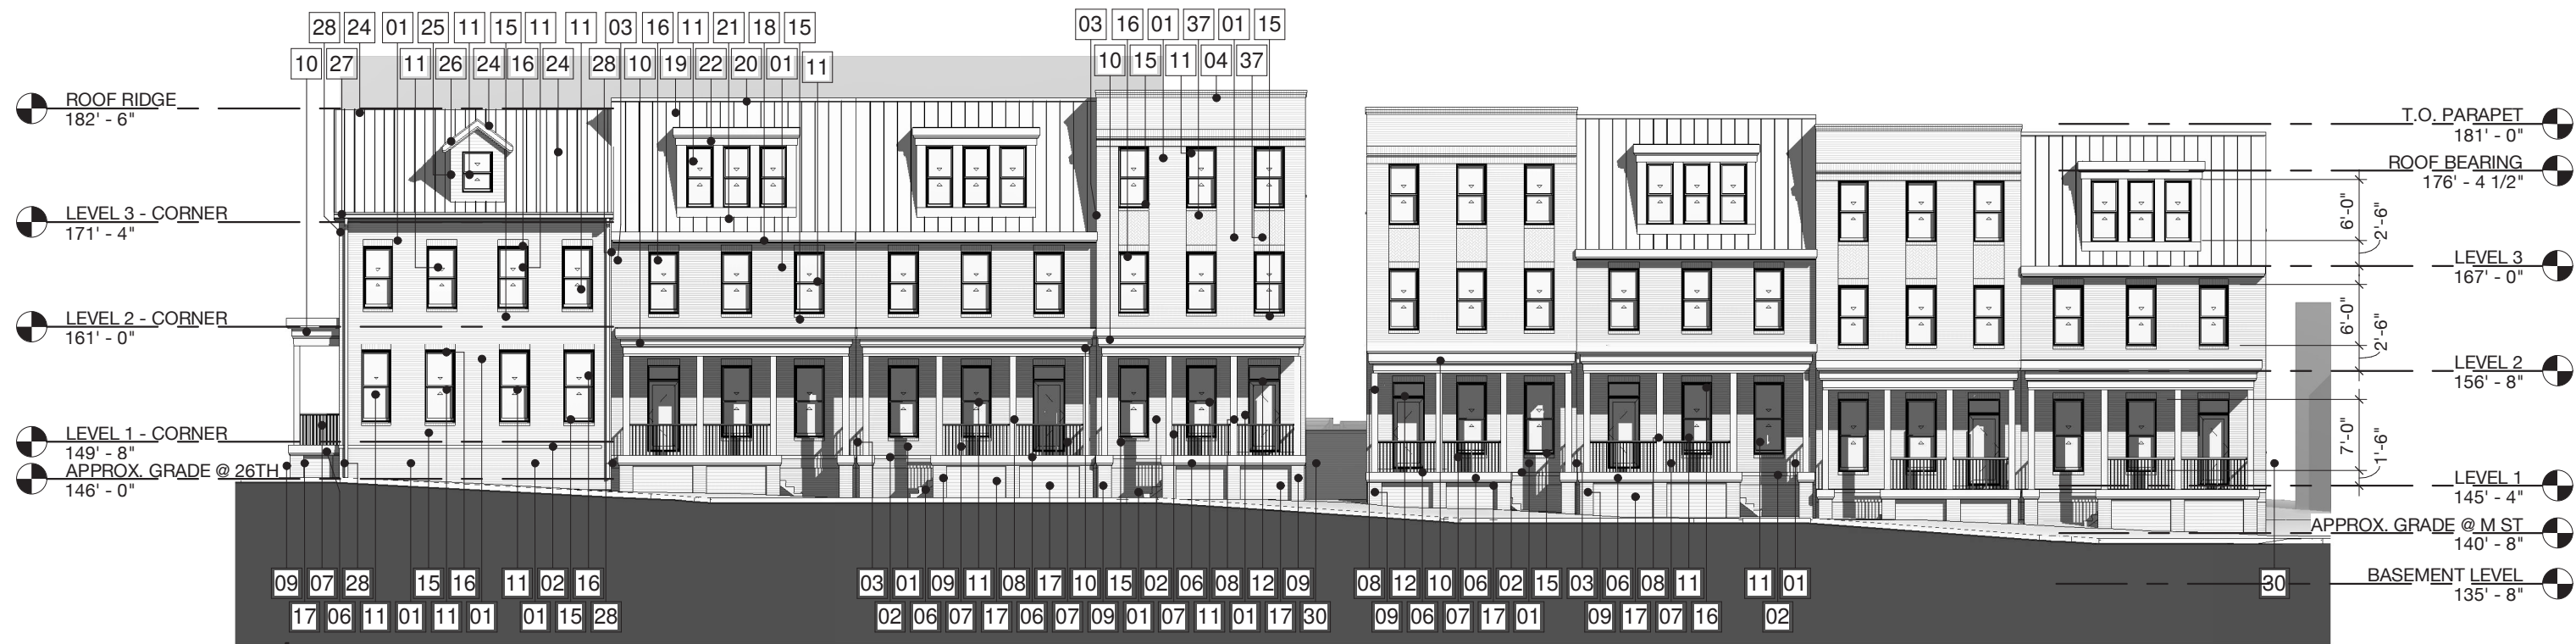 28 24 01 25 11 15 11 11 03 16 11 21 18 15 03 16 01 37 01 15
10 27 11 26 24 16 24 28 10 19 22 20 01 11 10 15 11 04 37
ROOF RIDGE
182' - 6"
LEVEL 3 - CORNER
171' - 4"
LEVEL 2 - CORNER
161' - 0"
LEVEL 1 - CORNER
149' - 8"
APPROX. GRADE @ 26TH
146' - 0"
T.O. PARAPET
181' - 0"
ROOF BEARING
176' - 4 1/2"
6'-0"
2'-6"
LEVEL 3
167' - 0"
6'-0"
2'-6"
LEVEL 2
156' - 8"
7'-0"
1'-6"
LEVEL 1
145' - 4"
APPROX. GRADE @ M ST
140' - 8"
BASEMENT LEVEL
135' - 8"
09 07 28 15 16 11 02 16 03 01 09 11 08 17 10 15 02 06 08 12 09 08 12 10 06 02 15 03 06 08 11 11 01 30
17 06 11 01 11 01 01 15 28 02 06 07 17 06 07 09 01 07 11 01 17 30 09 06 07 17 01 09 17 07 16 02